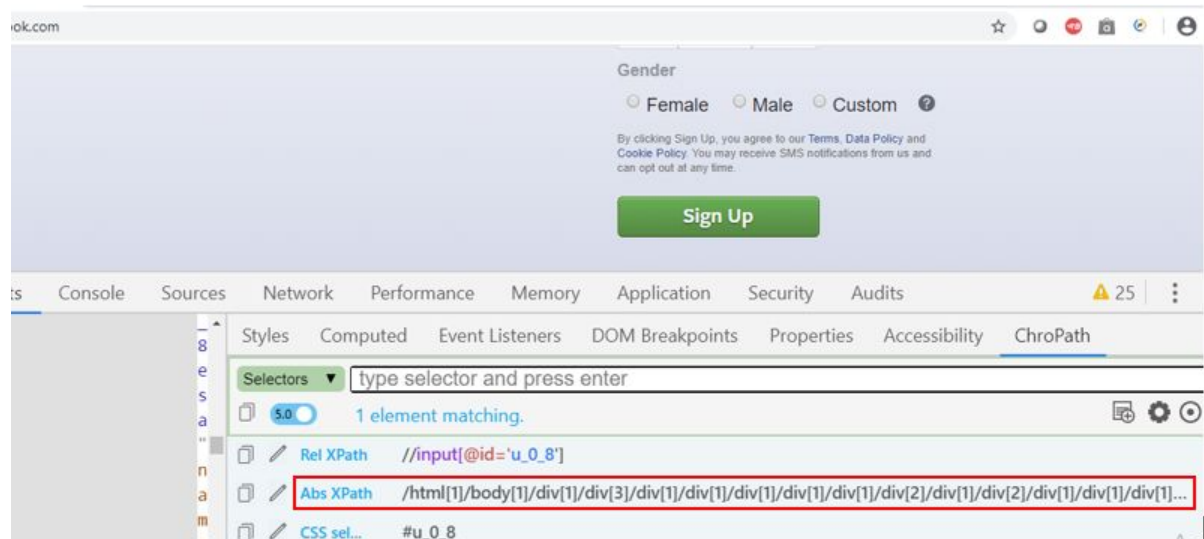 ok.com
Gender
Female Male Custom ?
By clicking Sign Up, you agree to our Terms, Data Policy and
Cookie Policy. You may receive SMS notifications from us and
can opt out at any time.
Sign Up
ts Console Sources Network Performance Memory Application Security Audits 25
Styles Computed Event Listeners DOM Breakpoints Properties Accessibility ChroPath
Selectors ▼ type selector and press enter
5.0 1 element matching.
Rel XPath //input[@id='u_0_8']
Abs XPath /html[1]/body[1]/div[1]/div[3]/div[1]/div[1]/div[1]/div[1]/div[1]/div[2]/div[1]/div[2]/div[1]/div[1]/div[1]...
CSS sel... #u_0_8
_
8
e
s
a
"
n
a
m